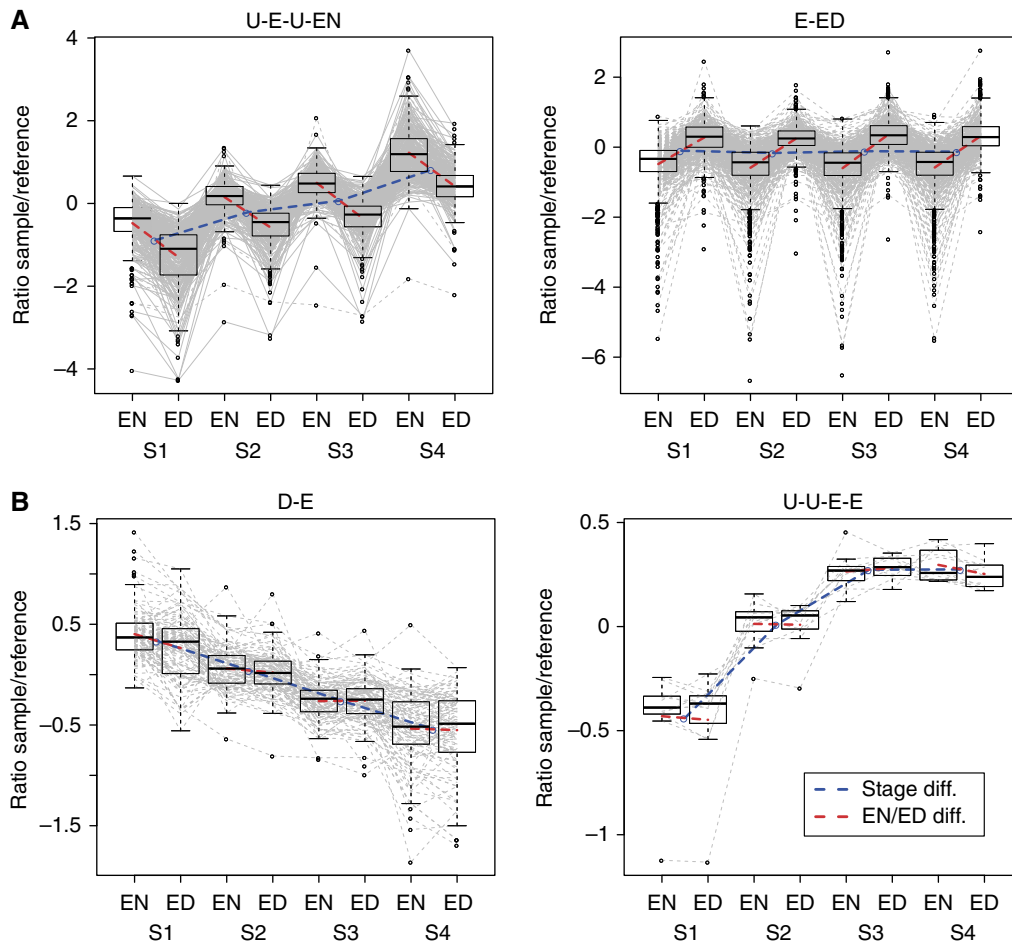 A
U-E-U-EN
E-ED
Ratio sample/reference
4
2
0
−2
−4
EN ED EN ED EN ED EN ED
S1 S2 S3 S4
Ratio sample/reference
2
0
−2
−4
−6
EN ED EN ED EN ED EN ED
S1 S2 S3 S4
B
D-E
U-U-E-E
Ratio sample/reference
1.5
0.5
−0.5
−1.5
EN ED EN ED EN ED EN ED
S1 S2 S3 S4
Ratio sample/reference
0.5
0
−0.5
−1
Stage diff.
EN/ED diff.
EN ED EN ED EN ED EN ED
S1 S2 S3 S4